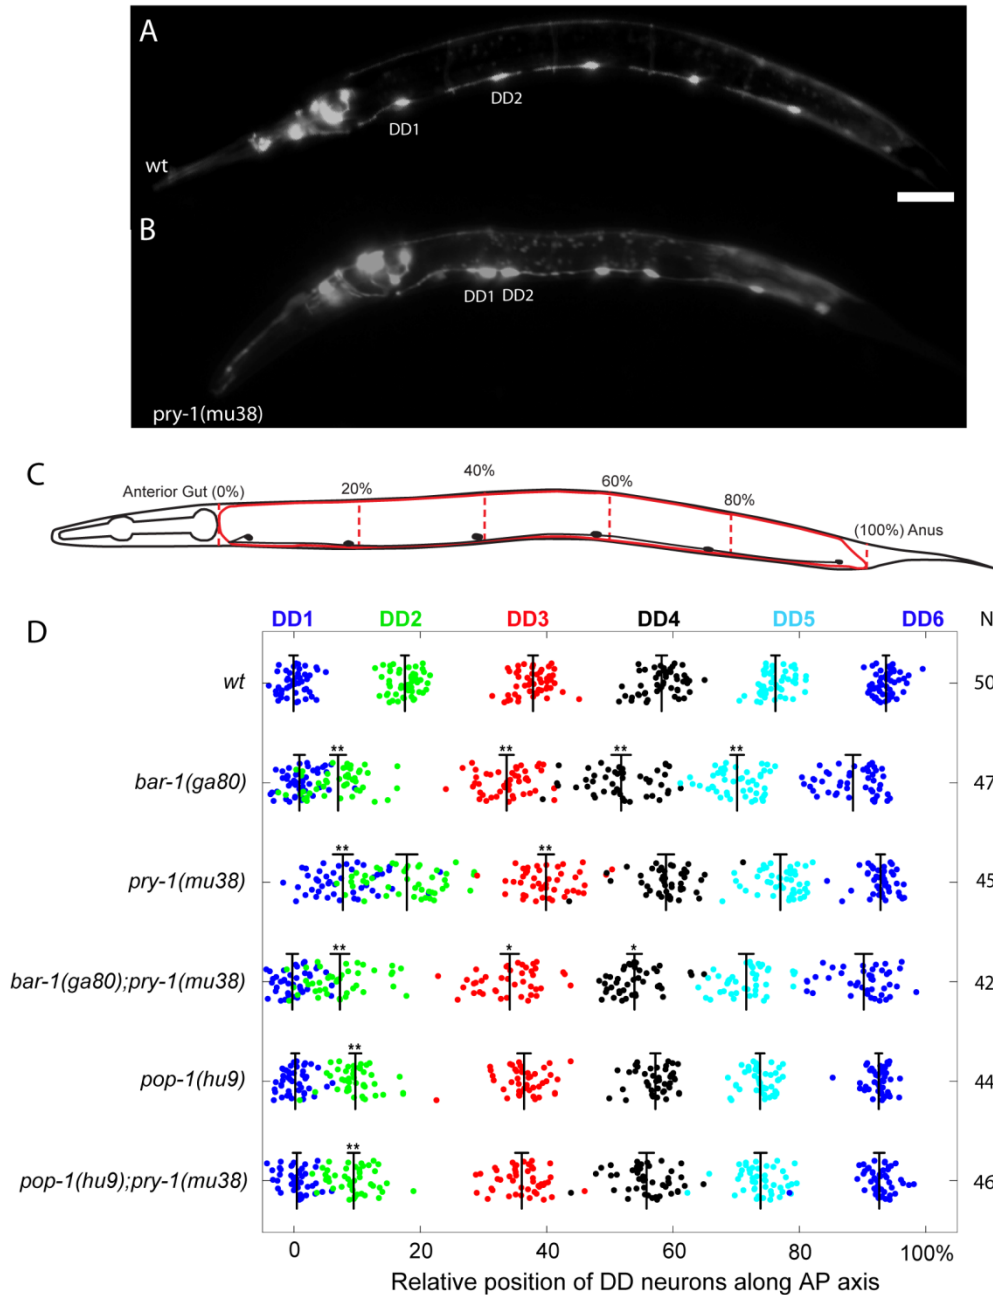 A
DD2
DD1
wt
B
DD1 DD2
pry-1(mu38)
C
Anterior Gut (0%)
20%
40%
60%
80%
(100%) Anus
D
DD1 DD2 DD3 DD4 DD5 DD6 N
wt 50
** ** ** **
bar-1(ga80) 47
** **
pry-1(mu38) 45
** * *
bar-1(ga80);pry-1(mu38) 42
**
pop-1(hu9) 44
**
pop-1(hu9);pry-1(mu38) 46
0 20 40 60 80 100%
Relative position of DD neurons along AP axis